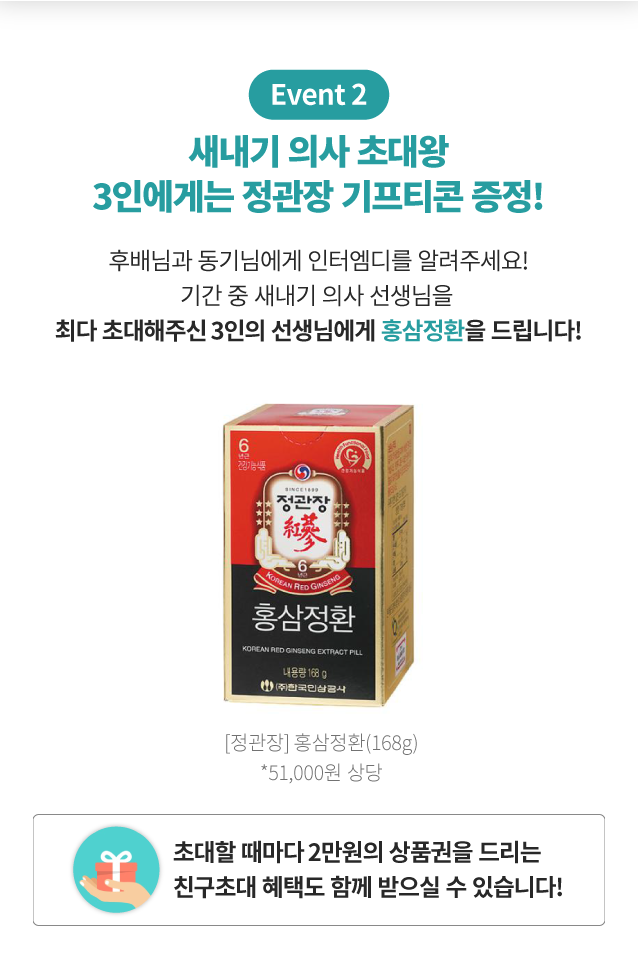 Event 2
새내기 의사 초대왕
3인에게는 정관장 기프티콘 증정!
후배님과 동기님에게 인터엠디를 알려주세요!
기간 중 새내기 의사 선생님을
최다 초대해주신 3인의 선생님에게 홍삼정환을 드립니다!
6
년근
건강기능식품
SINCE 1899
정관장
紅蔘
6
년근
KOREAN RED GINSENG
홍삼정환
KOREAN RED GINSENG EXTRACT PILL
내용량 168 g
(주)한국인삼공사
[정관장] 홍삼정환(168g)
*51,000원 상당
초대할 때마다 2만원의 상품권을 드리는
친구초대 혜택도 함께 받으실 수 있습니다!